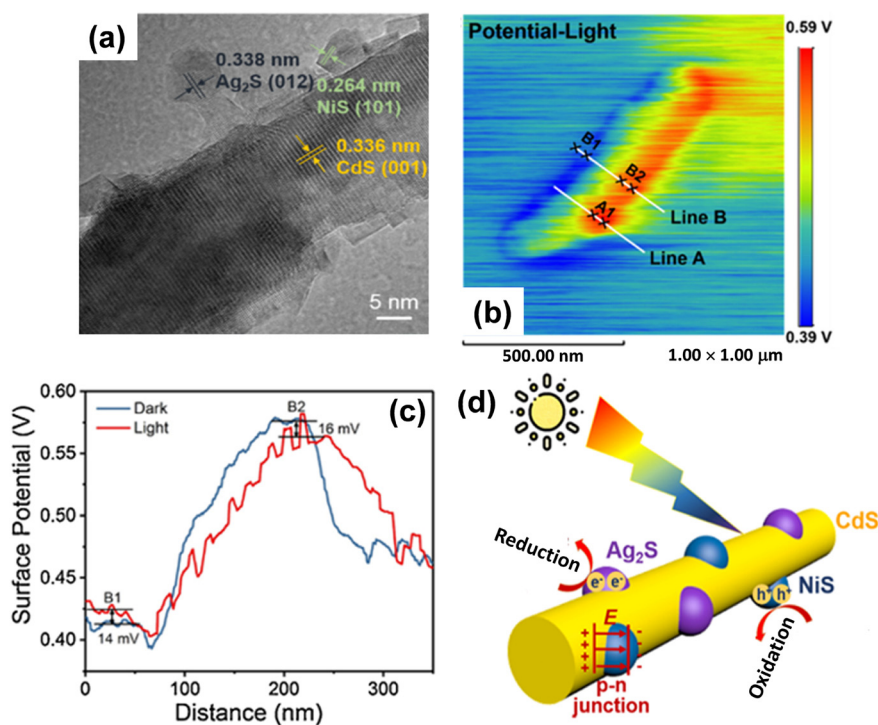 (a)
0.338 nm
Ag₂S (012)
0.264 nm
NiS (101)
0.336 nm
CdS (001)
5 nm
Potential-Light
0.59 V
B1
B2
Line B
A1
Line A
(b)
0.39 V
500.00 nm
1.00 × 1.00 μm
(c)
Dark
Light
B2
16 mV
B1
14 mV
0.60
0.55
0.50
0.45
0.40
Surface Potential (V)
0
100
200
300
Distance (nm)
(d)
CdS
Ag₂S
Reduction
e⁻ e⁻
NiS
h⁺ h⁺
Oxidation
E
+ -
+ -
+ -
+ -
p-n
junction